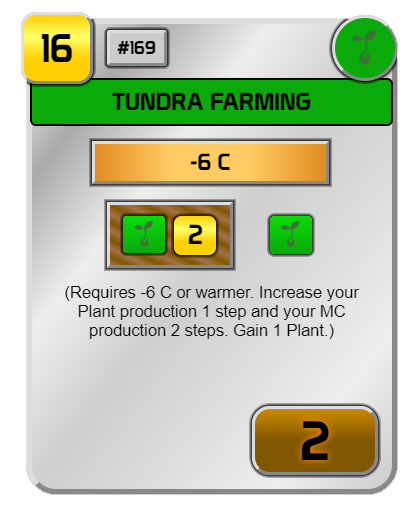 16
#169
TUNDRA FARMING
-6 C
2
(Requires -6 C or warmer. Increase your
Plant production 1 step and your MC
production 2 steps. Gain 1 Plant.)
2